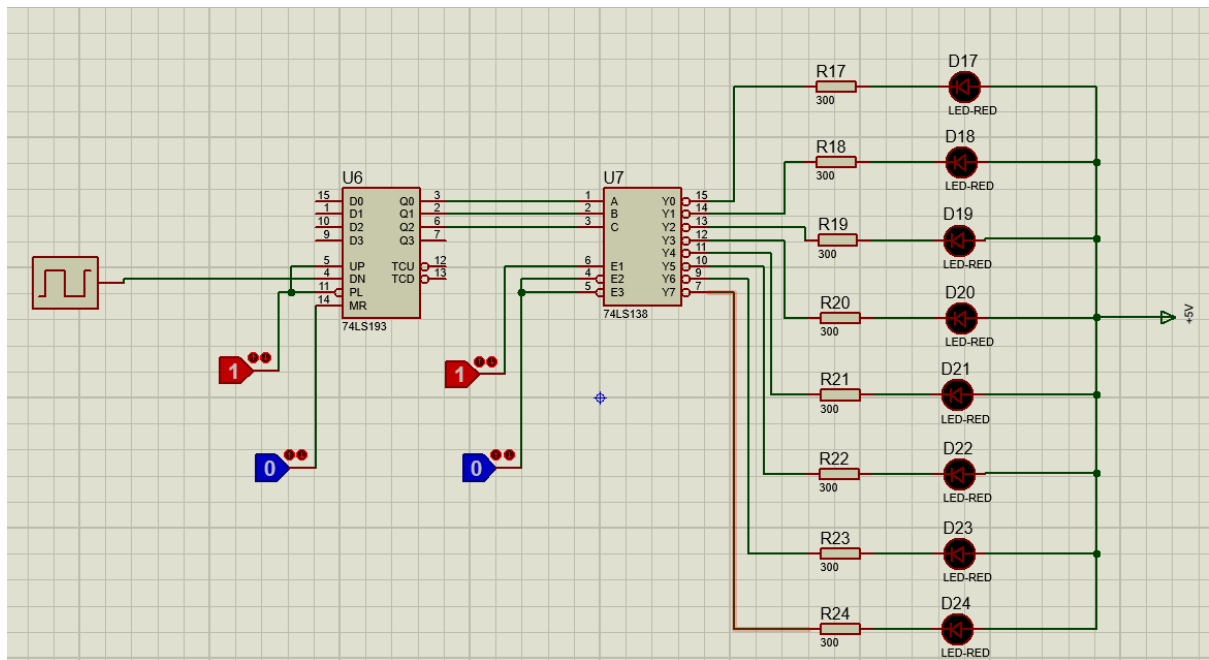 U6
15 D0 Q0 3
1 D1 Q1 2
10 D2 Q2 6
9 D3 Q3 7
5 UP TCU 12
4 DN TCD 13
11 PL
14 MR
74LS193
1
0
U7
1 A Y0 15
2 B Y1 14
3 C Y2 13
Y3 12
Y4 11
6 E1 Y5 10
4 E2 Y6 9
5 E3 Y7 7
74LS138
1
0
R17
300
D17
LED-RED
R18
300
D18
LED-RED
R19
300
D19
LED-RED
R20
300
D20
LED-RED
R21
300
D21
LED-RED
R22
300
D22
LED-RED
R23
300
D23
LED-RED
R24
300
D24
LED-RED
+5V